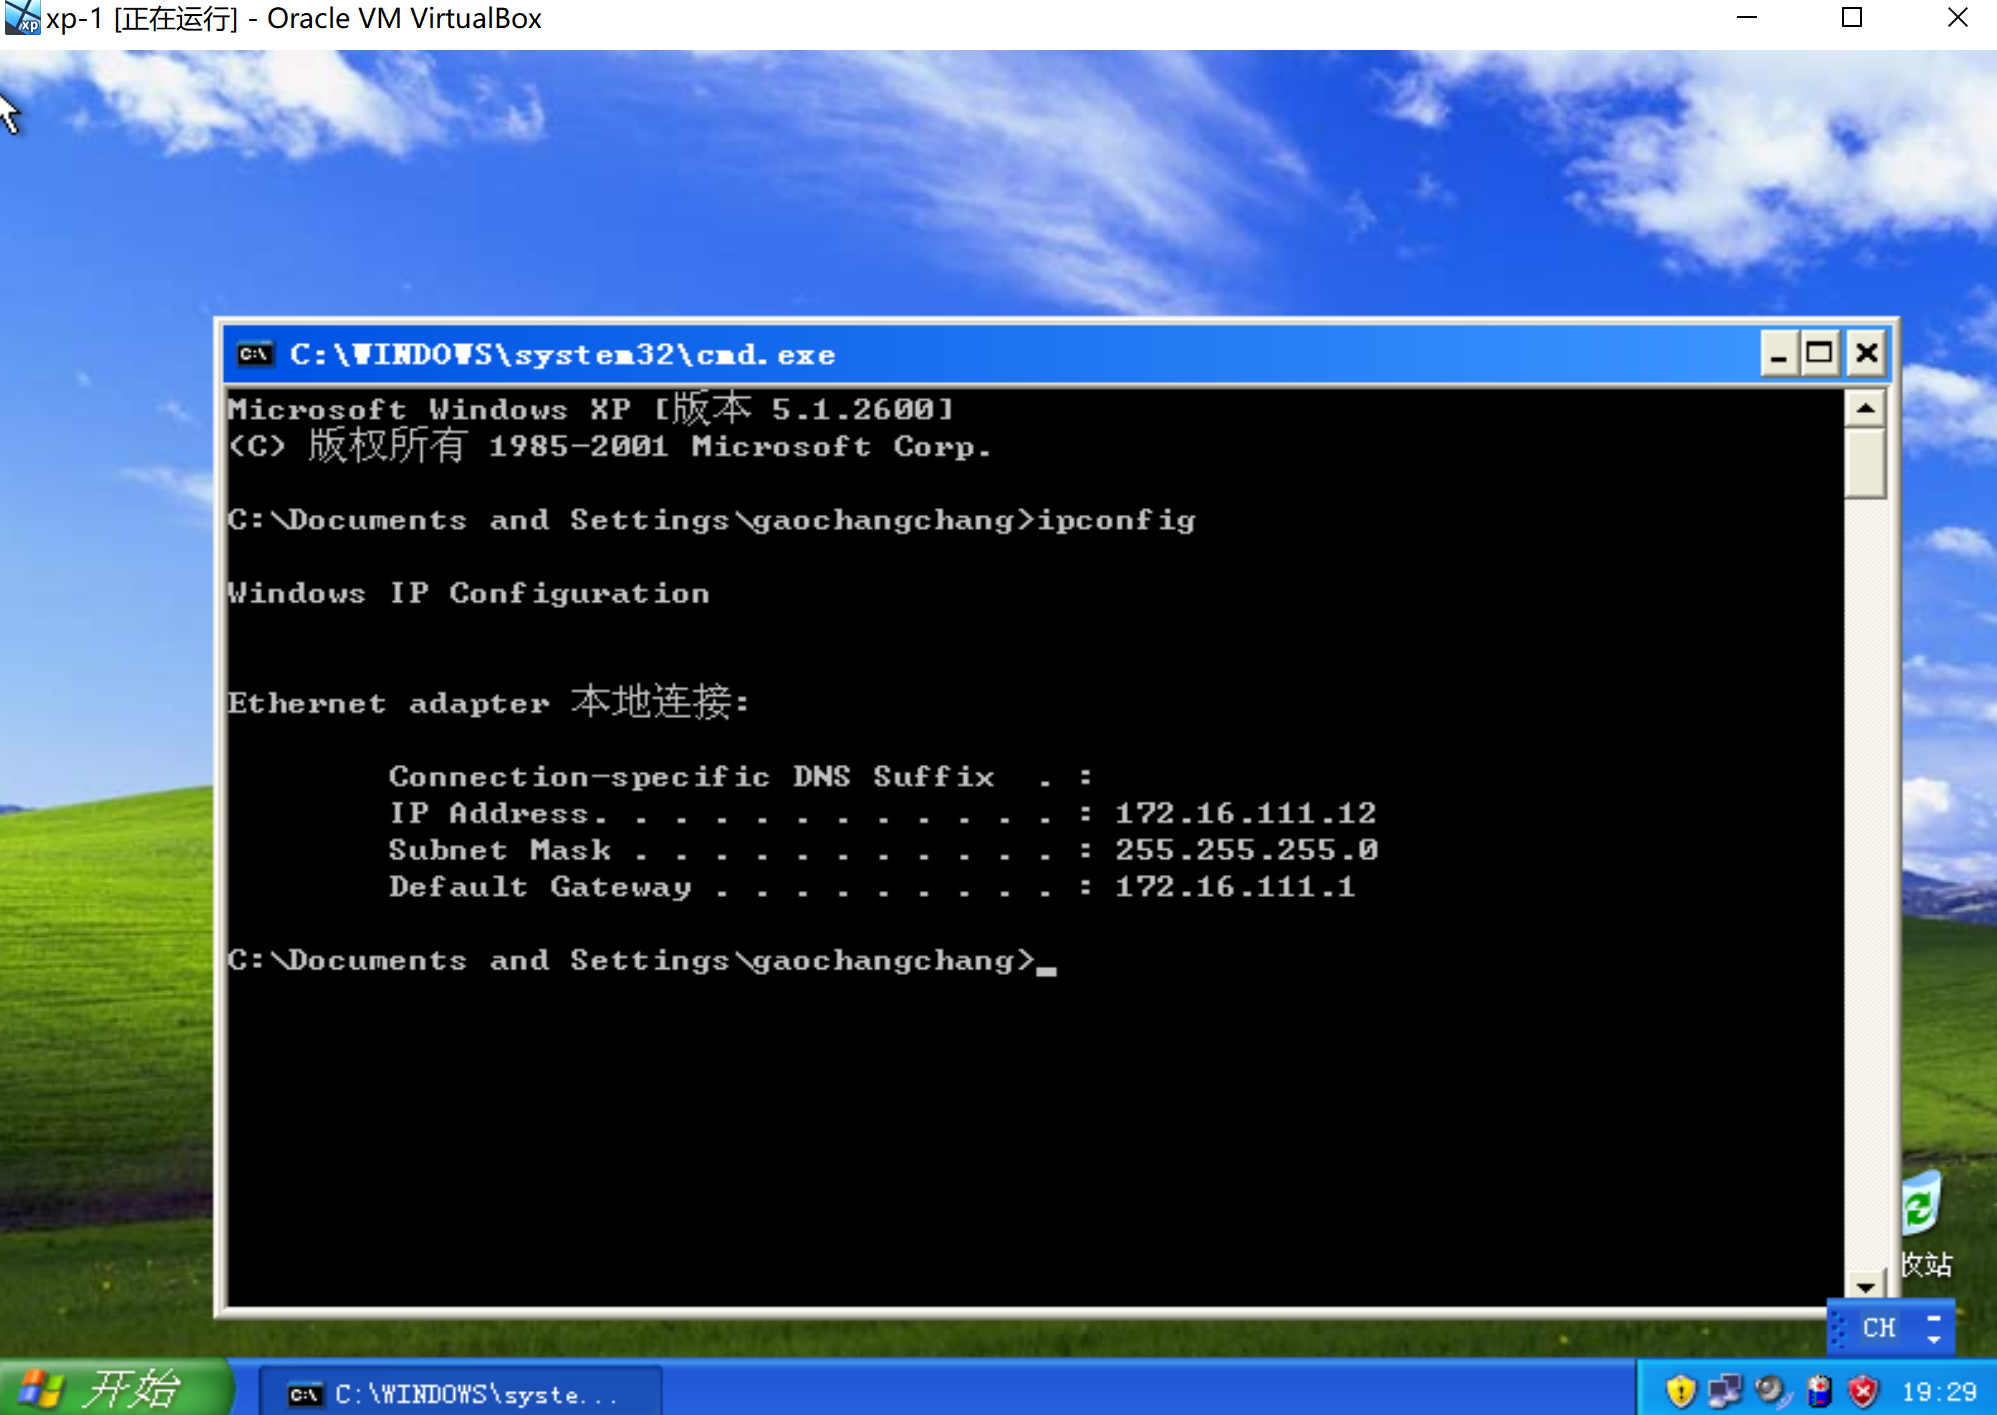 xp-1 [正在运行] - Oracle VM VirtualBox
C:\WINDOWS\system32\cmd.exe
Microsoft Windows XP [版本 5.1.2600]
(C) 版权所有 1985-2001 Microsoft Corp.
C:\Documents and Settings\gaochangchang>ipconfig
Windows IP Configuration
Ethernet adapter 本地连接:
Connection-specific DNS Suffix  . :
IP Address. . . . . . . . . . . . : 172.16.111.12
Subnet Mask . . . . . . . . . . . : 255.255.255.0
Default Gateway . . . . . . . . . : 172.16.111.1
C:\Documents and Settings\gaochangchang>_
收站
CH
开始
C:\WINDOWS\syste...
19:29